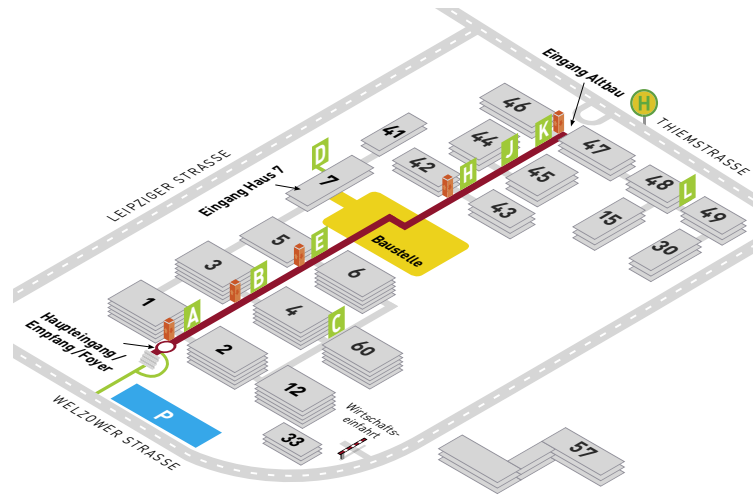 Eingang Altbau
H
THIEMSTRASSE
LEIPZIGER STRASSE
46
41
44
K
47
D
J
42
H
45
48
L
7
Eingang Haus 7
43
15
49
5
E
Baustelle
30
3
B
6
1
A
4
C
Haupteingang/
Empfang/Foyer
2
60
12
P
WELZOWER STRASSE
33
Wirtschafts-
einfahrt
57